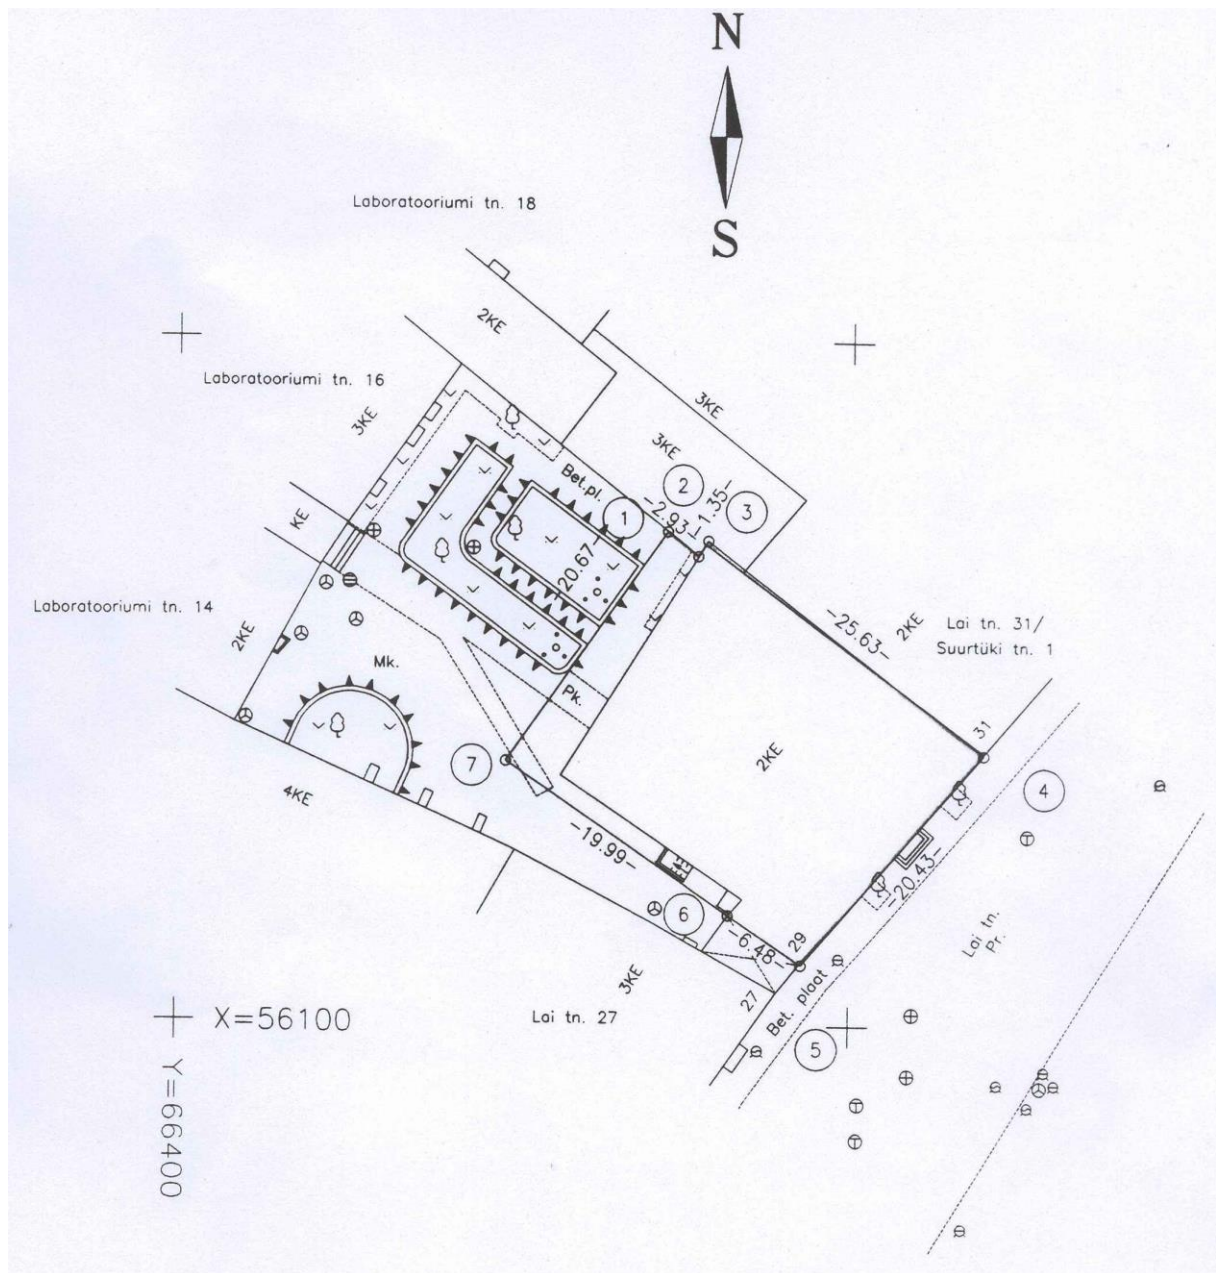 N
S
Laboratooriumi tn. 18
2KE
Laboratooriumi tn. 16
3KE
3KE
3KE
Bet.pl.
1
2
3
-2.93-
-1.35-
-20.67-
KE
Laboratooriumi tn. 14
2KE
Mk.
Pk.
-25.63-
2KE
Lai tn. 31/
Suurtüki tn. 1
31
2KE
7
4
4KE
-19.99-
-20.43-
6
-6.48-
29
Lai tn.
Pr.
3KE
27
Bet. plaat
Lai tn. 27
5
X=56100
Y=66400